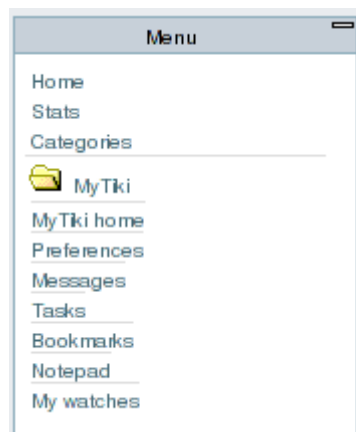 Menu
Home
Stats
Categories
MyTiki
MyTiki home
Preferences
Messages
Tasks
Bookmarks
Notepad
My watches